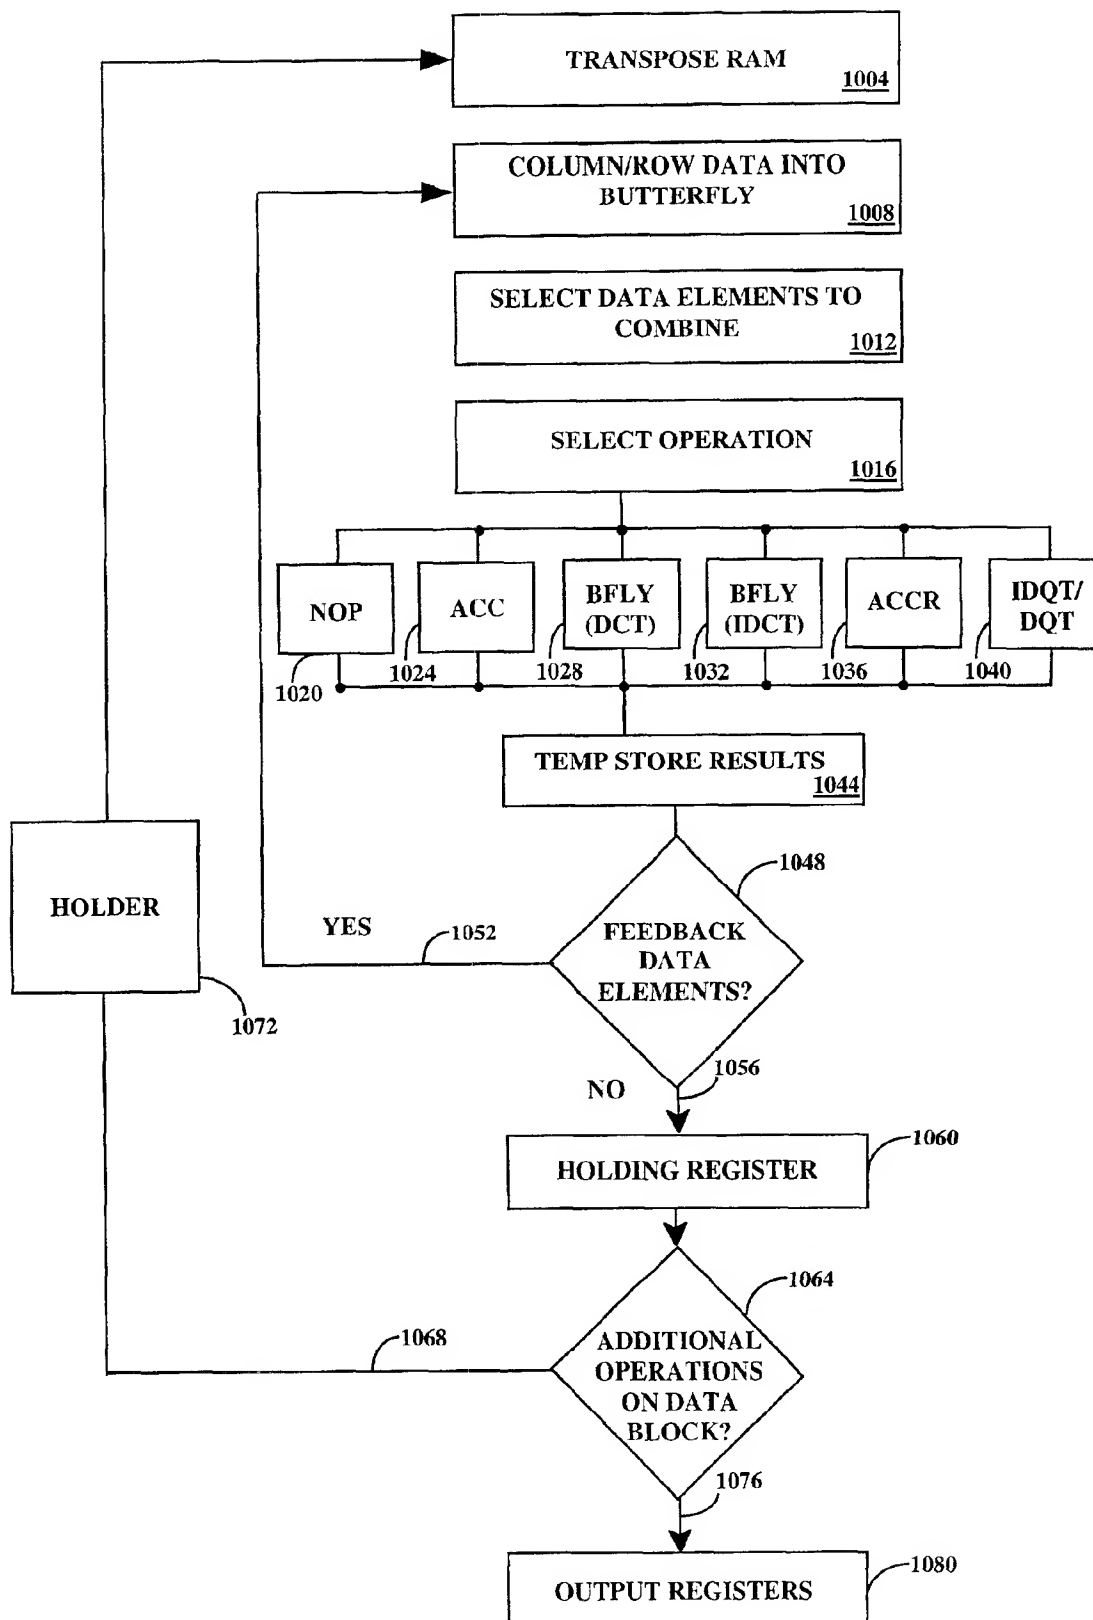 TRANSPOSE RAM
1004
COLUMN/ROW DATA INTO
BUTTERFLY
1008
SELECT DATA ELEMENTS TO
COMBINE
1012
SELECT OPERATION
1016
NOP
1020
ACC
1024
BFLY
(DCT)
1028
BFLY
(IDCT)
1032
ACCR
1036
IDQT/
DQT
1040
TEMP STORE RESULTS
1044
1048
FEEDBACK
DATA
ELEMENTS?
YES
1052
HOLDER
1072
1056
NO
HOLDING REGISTER
1060
1064
ADDITIONAL
OPERATIONS
ON DATA
BLOCK?
1068
1076
OUTPUT REGISTERS
1080